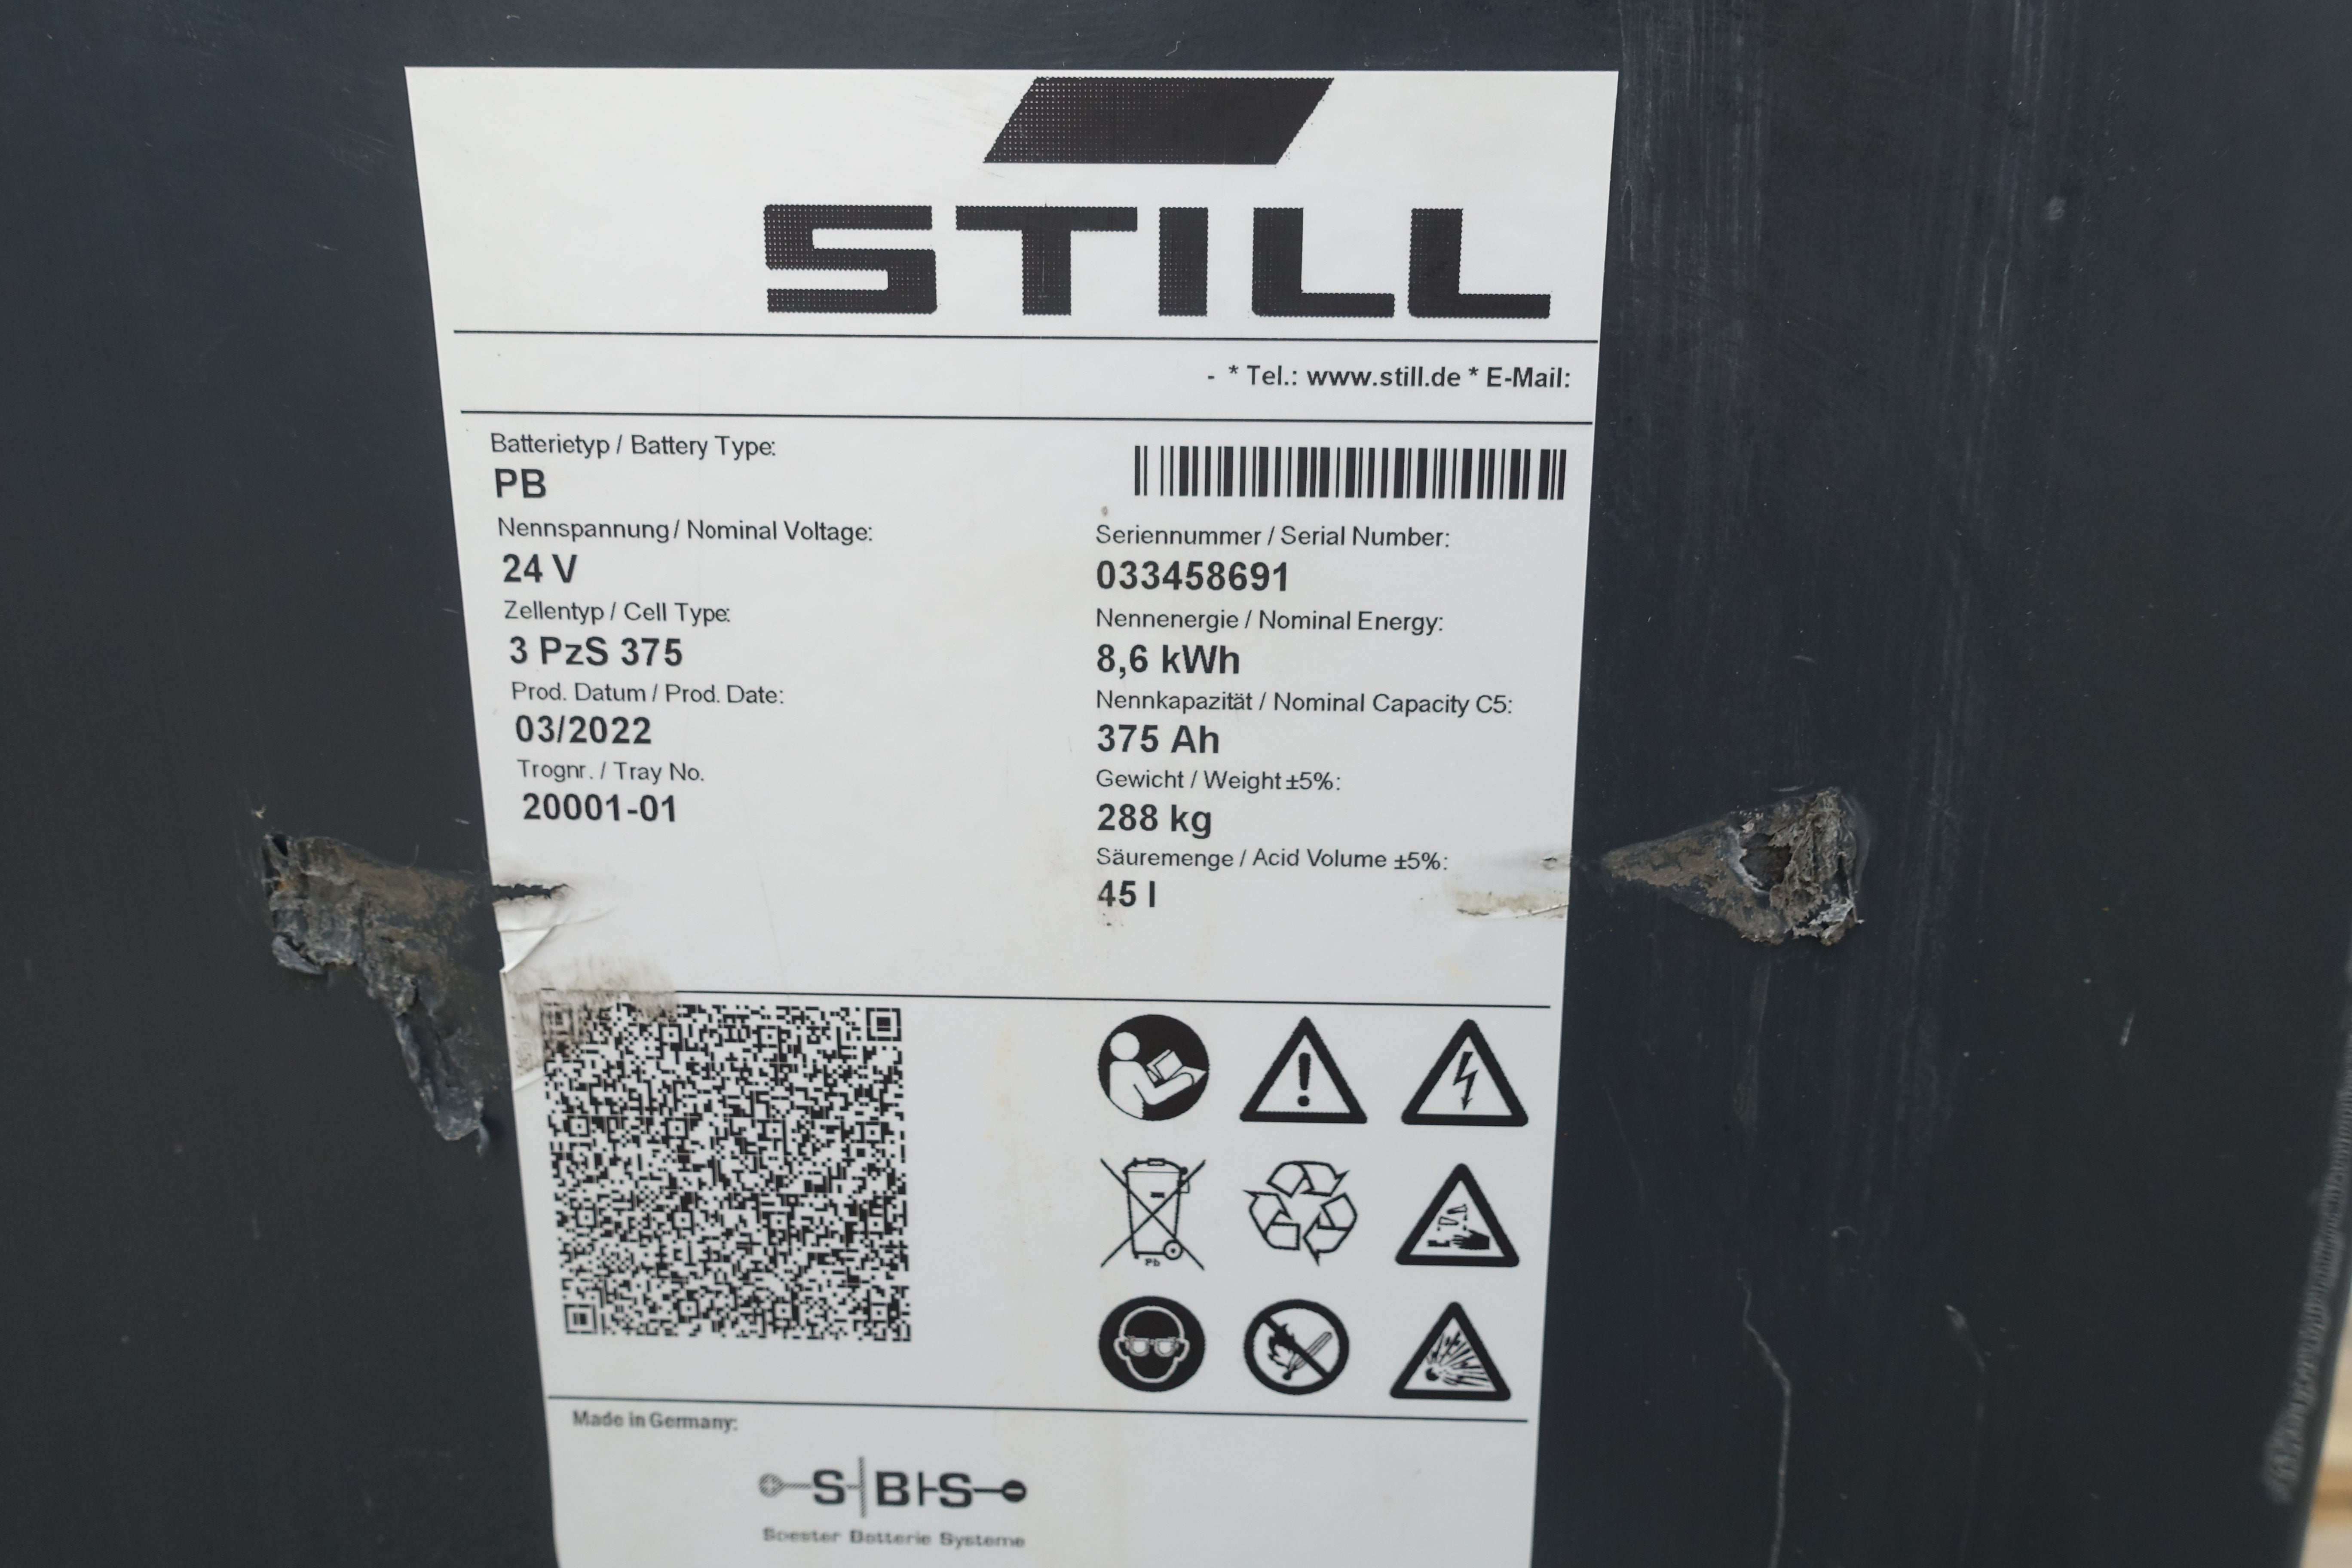 STILL
- * Tel.: www.still.de * E-Mail:
Batterietyp / Battery Type:
PB
Nennspannung / Nominal Voltage:
24 V
Zellentyp / Cell Type:
3 PzS 375
Prod. Datum / Prod. Date:
03/2022
Trognr. / Tray No.
20001-01
Seriennummer / Serial Number:
033458691
Nennenergie / Nominal Energy:
8,6 kWh
Nennkapazität / Nominal Capacity C5:
375 Ah
Gewicht / Weight ±5%:
288 kg
Säuremenge / Acid Volume ±5%:
45 l
Pb
Made in Germany:
S B S
Soester Batterie Systeme